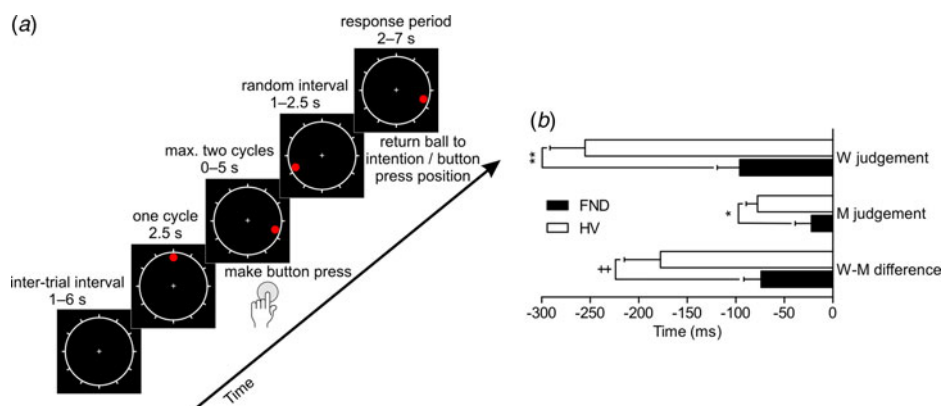 (a)
response period
2–7 s
random interval
1–2.5 s
max. two cycles
0–5 s
one cycle
2.5 s
inter-trial interval
1–6 s
return ball to
intention / button
press position
make button press
Time
(b)
**
W judgement
*
M judgement
FND
HV
‡‡
W-M difference
-300 -250 -200 -150 -100 -50 0
Time (ms)